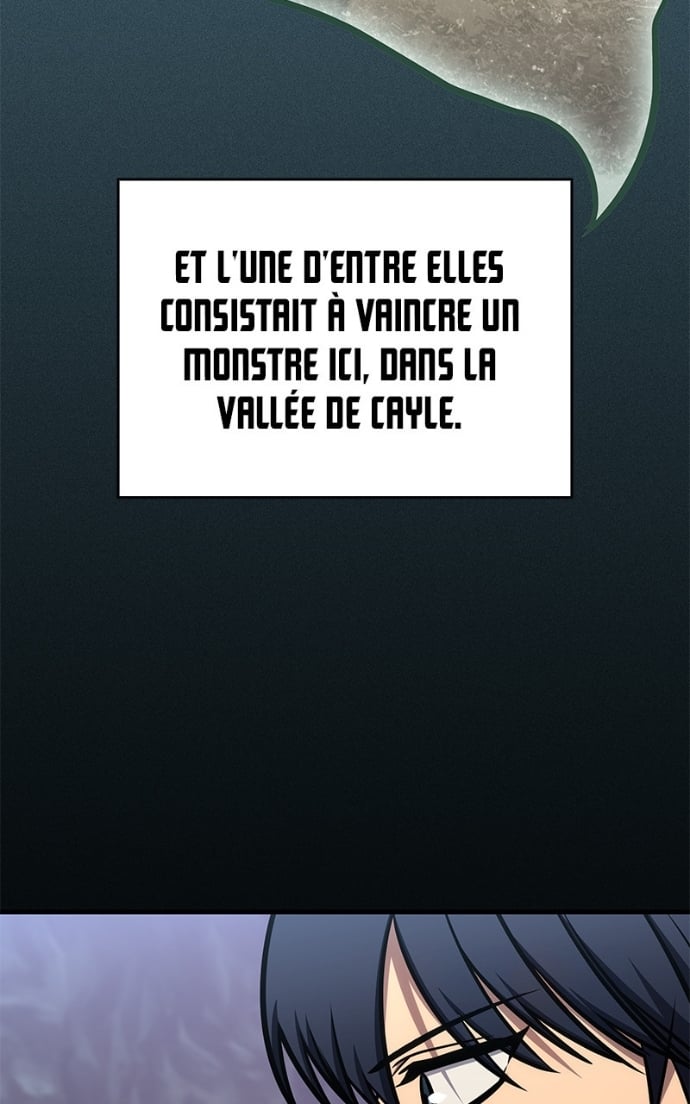 ET L'UNE D'ENTRE ELLES
CONSISTAIT À VAINCRE UN
MONSTRE ICI, DANS LA
VALLÉE DE CAYLE.